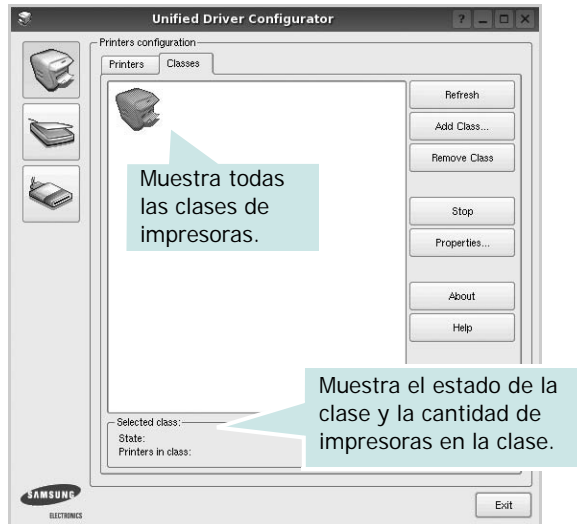 Unified Driver Configurator
Printers configuration
Printers
Classes
Refresh
Add Class...
Remove Class
Muestra todas
las clases de
impresoras.
Stop
Properties...
About
Help
Muestra el estado de la
clase y la cantidad de
impresoras en la clase.
Selected class:
State:
Printers in class:
SAMSUNG
ELECTRONICS
Exit